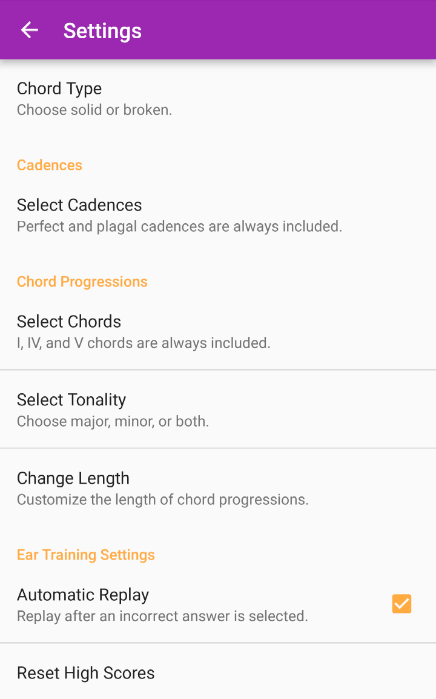 Settings
Chord Type
Choose solid or broken.
Cadences
Select Cadences
Perfect and plagal cadences are always included.
Chord Progressions
Select Chords
I, IV, and V chords are always included.
Select Tonality
Choose major, minor, or both.
Change Length
Customize the length of chord progressions.
Ear Training Settings
Automatic Replay
Replay after an incorrect answer is selected.
Reset High Scores